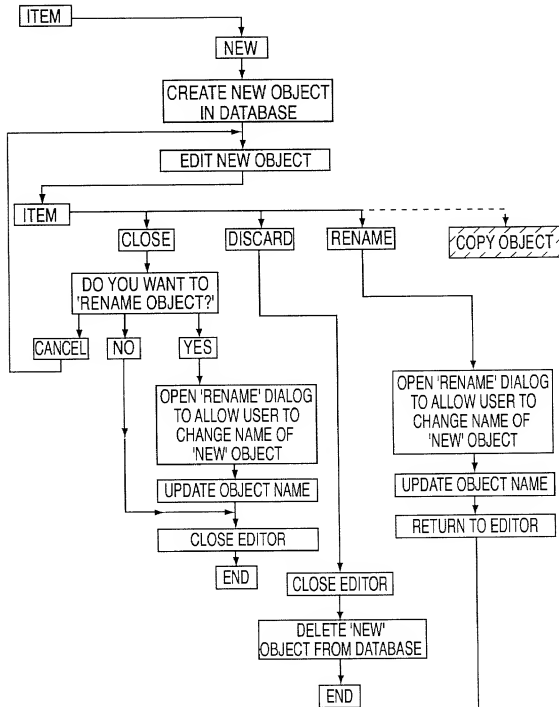 ITEM
NEW
CREATE NEW OBJECT
IN DATABASE
EDIT NEW OBJECT
ITEM
CLOSE
DISCARD
RENAME
COPY OBJECT
DO YOU WANT TO
'RENAME OBJECT?'
CANCEL
NO
YES
OPEN 'RENAME' DIALOG
TO ALLOW USER TO
CHANGE NAME OF
'NEW' OBJECT
UPDATE OBJECT NAME
CLOSE EDITOR
END
CLOSE EDITOR
DELETE 'NEW'
OBJECT FROM DATABASE
END
OPEN 'RENAME' DIALOG
TO ALLOW USER TO
CHANGE NAME OF
'NEW' OBJECT
UPDATE OBJECT NAME
RETURN TO EDITOR